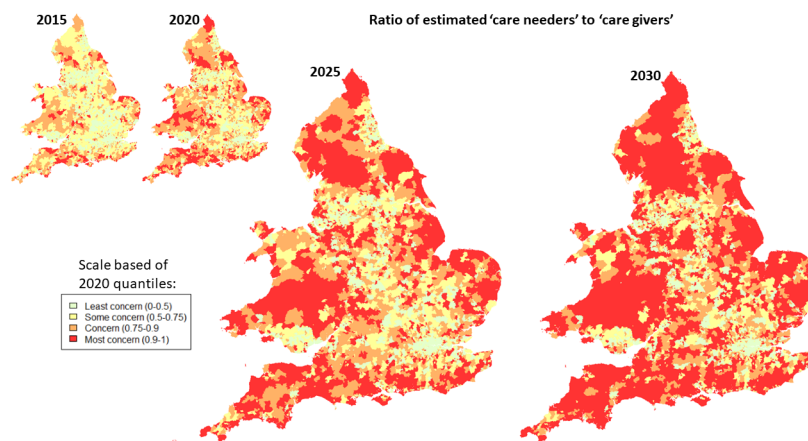 Ratio of estimated ‘care needers’ to ‘care givers’
2015
2020
2025
2030
Scale based of
2020 quantiles:
Least concern (0-0.5)
Some concern (0.5-0.75)
Concern (0.75-0.9
Most concern (0.9-1)